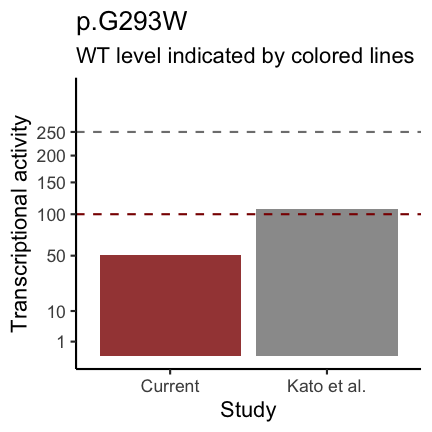 p.G293W
WT level indicated by colored lines
Transcriptional activity
250
200
150
100
50
10
1
Current
Kato et al.
Study